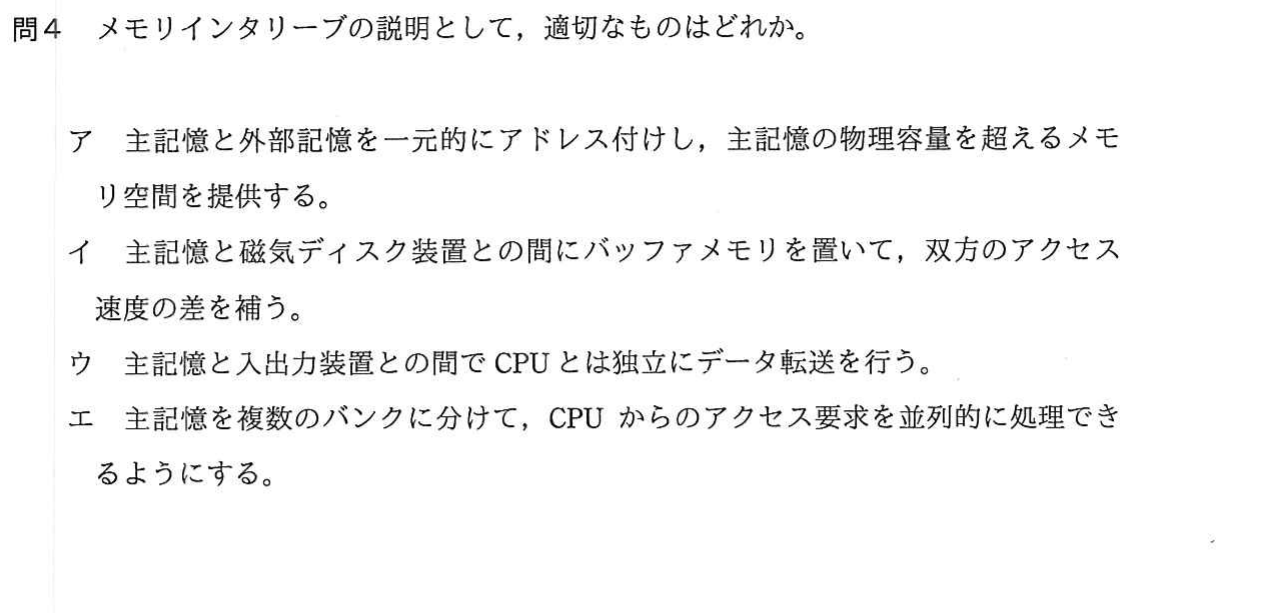 問4 メモリインタリーブの説明として，適切なものはどれか。
ア 主記憶と外部記憶を一元的にアドレス付けし，主記憶の物理容量を超えるメモ
リ空間を提供する。
イ 主記憶と磁気ディスク装置との間にバッファメモリを置いて，双方のアクセス
速度の差を補う。
ウ 主記憶と入出力装置との間で CPU とは独立にデータ転送を行う。
エ 主記憶を複数のバンクに分けて，CPU からのアクセス要求を並列的に処理でき
るようにする。